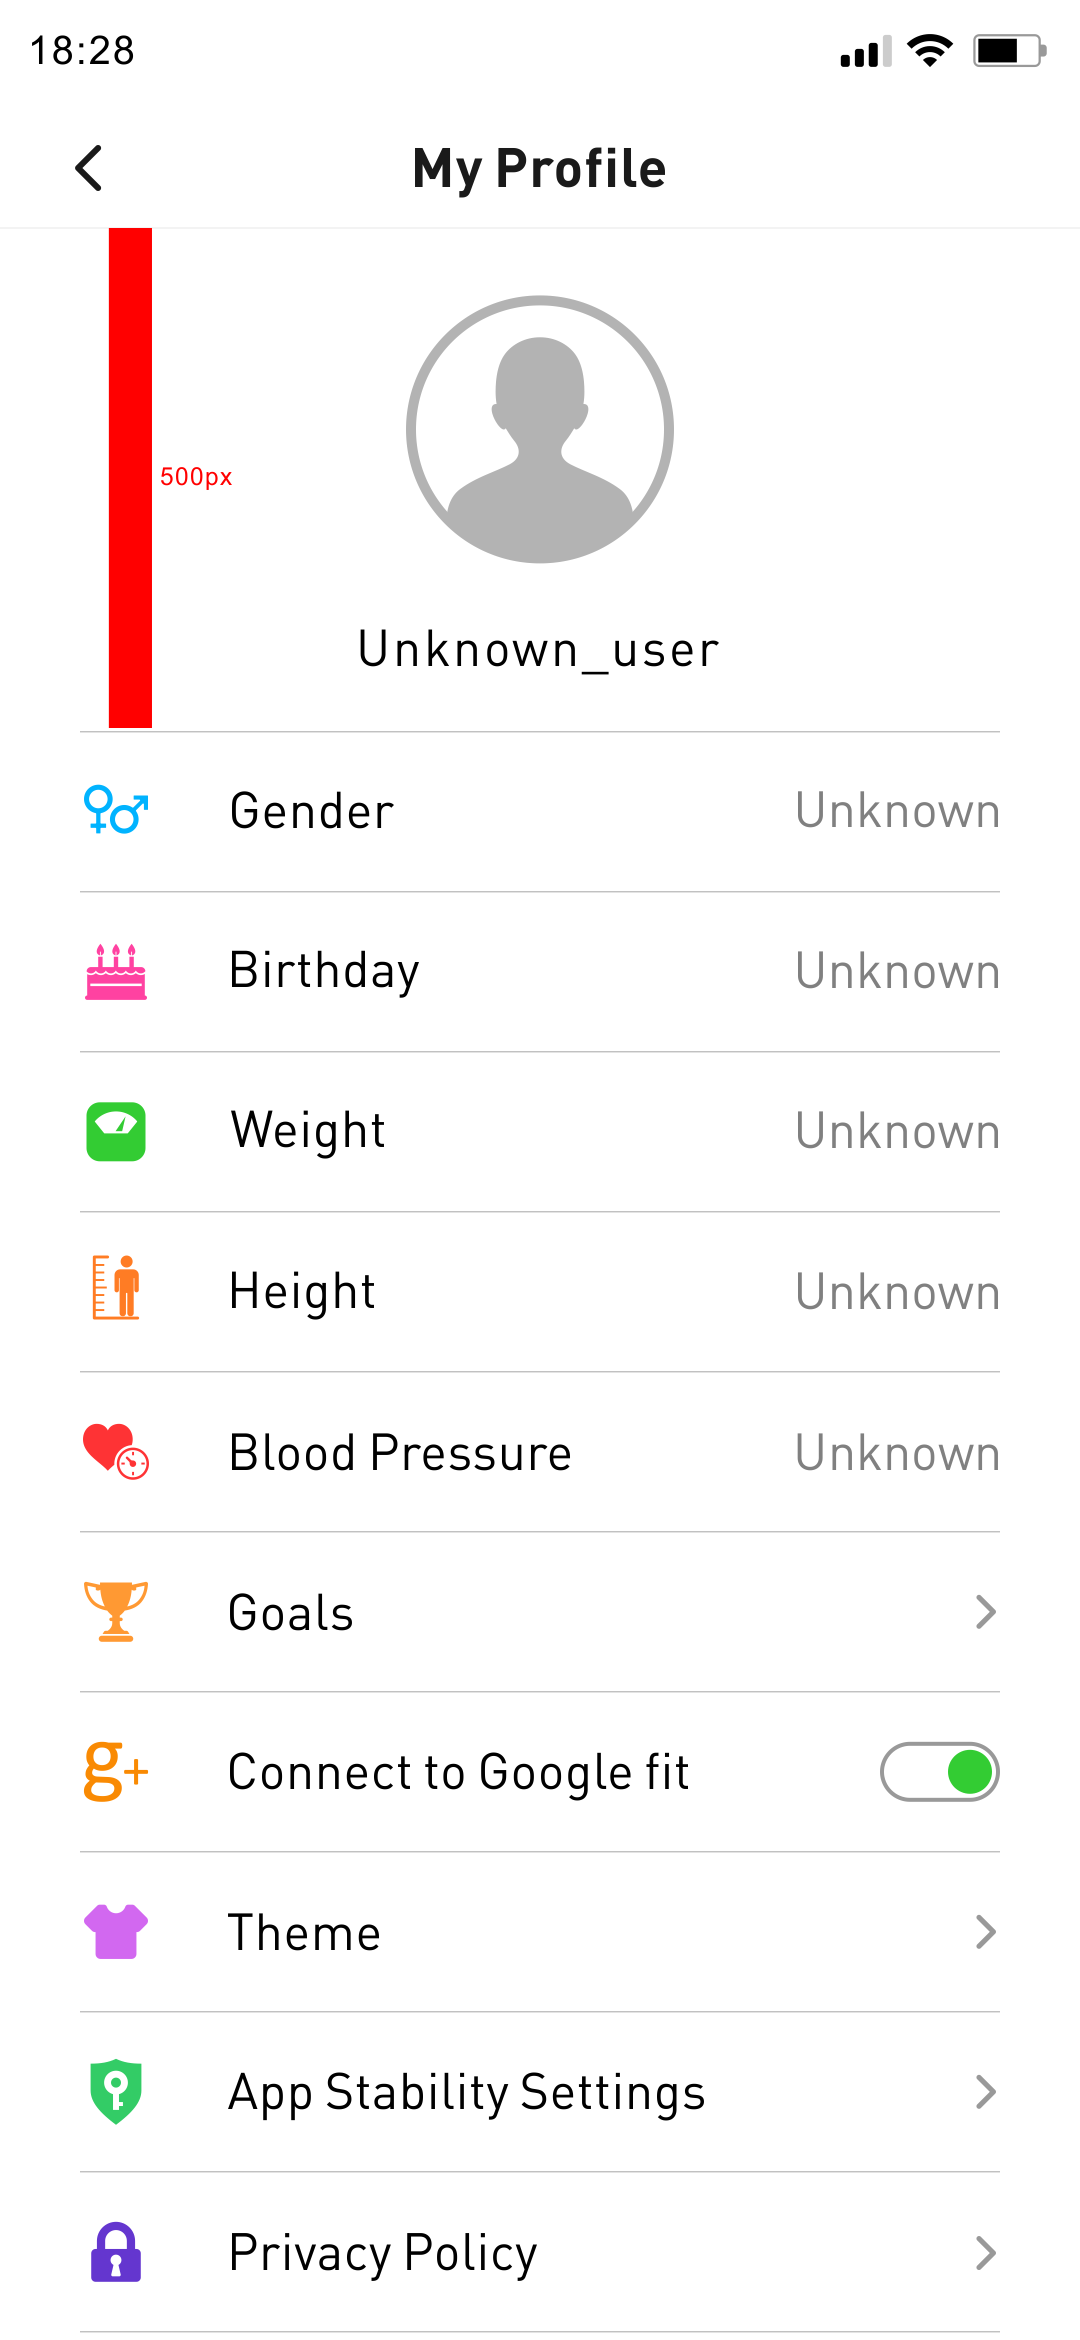 18:28
My Profile
500px
Unknown_user
Gender Unknown
Birthday Unknown
Weight Unknown
Height Unknown
Blood Pressure Unknown
Goals
g+ Connect to Google fit
Theme
App Stability Settings
Privacy Policy